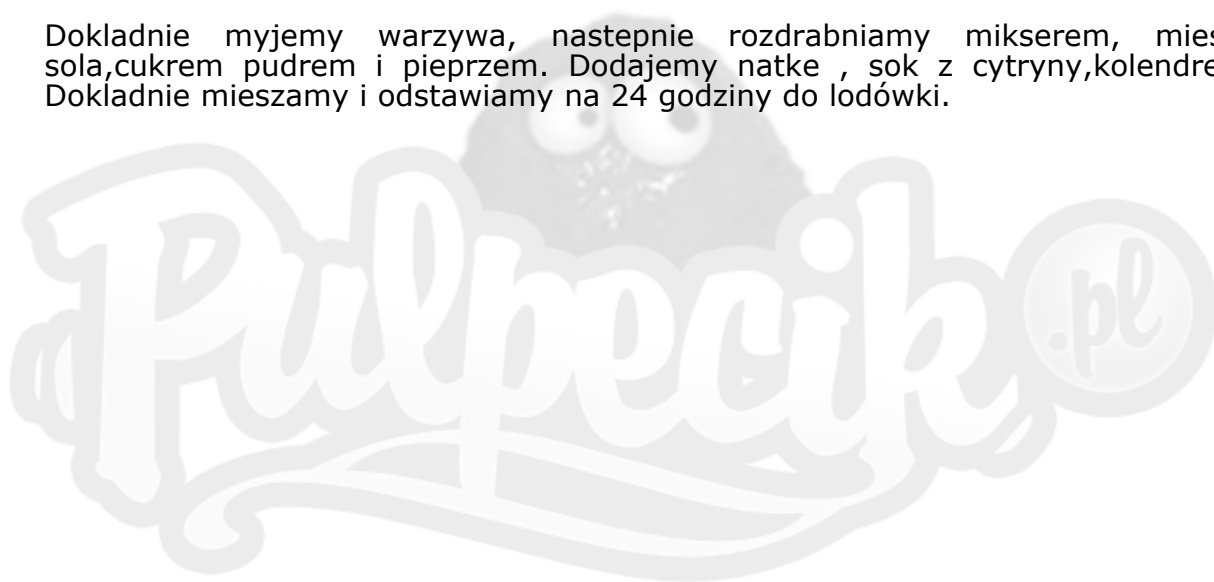 Dokladnie myjemy warzywa, nastepnie rozdrabniamy mikserem,
sola,cukrem pudrem i pieprzem. Dodajemy natke , sok z cytryny,kolendre
Dokladnie mieszamy i odstawiamy na 24 godziny do lodówki.
Pulpecik .pl